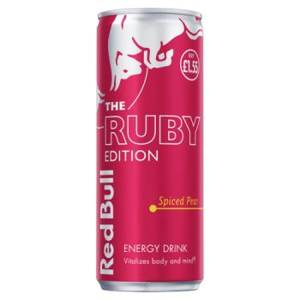 £1.55
THE
RUBY
EDITION
Red Bull
Spiced Pear
ENERGY DRINK
Vitalizes body and mind®